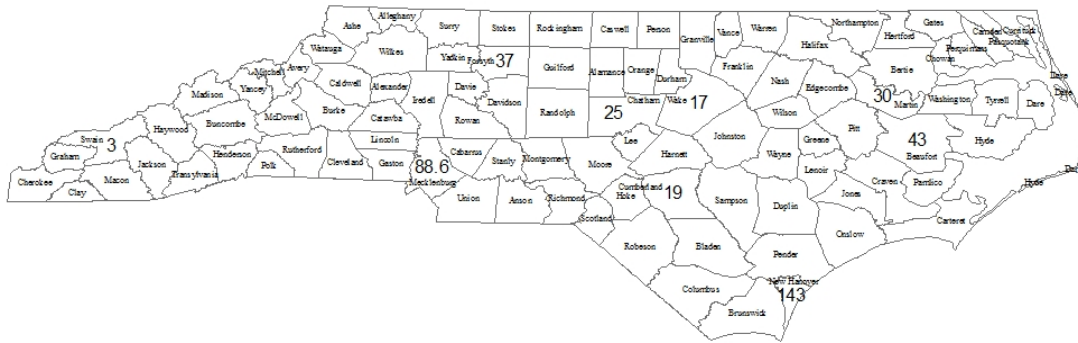 Ashe
Alleghany
Surry
Stokes
Rockingham
Caswell
Person
Granville
Vance
Warren
Northampton
Gates
Camden
Currituck
Pasquotank
Perquimans
Chowan
Hertford
Halifax
Watauga
Wilkes
Yadkin
Forsyth
37
Guilford
Alamance
Orange
Durham
Franklin
Nash
Edgecombe
Bertie
30
Martin
Washington
Tyrrell
Dare
Dare
Mitchell
Avery
Caldwell
Alexander
Iredell
Davie
Davidson
Randolph
Chatham
25
Wake
17
Wilson
Madison
Yancey
McDowell
Burke
Catawba
Rowan
Johnston
Greene
Pitt
43
Beaufort
Hyde
Swain
3
Haywood
Buncombe
Rutherford
Lincoln
Lee
Harnett
Wayne
Lenoir
Graham
Jackson
Henderson
Polk
Cleveland
Gaston
88.6
Mecklenburg
Cabarrus
Stanly
Montgomery
Moore
Cherokee
Clay
Macon
Transylvania
Union
Anson
Richmond
Scotland
Hoke
Cumberland
19
Sampson
Duplin
Jones
Craven
Pamlico
Hyde
Carteret
Onslow
Robeson
Bladen
Pender
Columbus
New Hanover
143
Brunswick